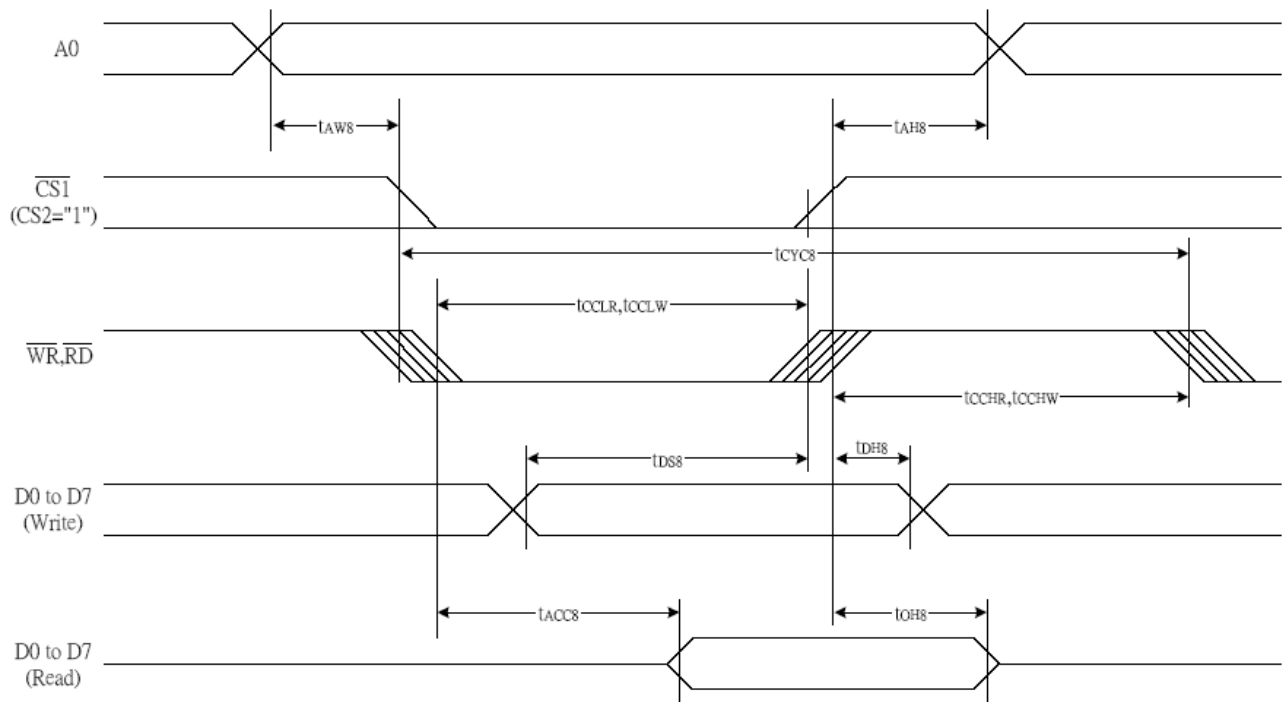 A0
tAW8
tAH8
CS1
(CS2="1")
tCYC8
tCCLR,tCCLW
WR,RD
tCCHR,tCCHW
tDS8
tDH8
D0 to D7
(Write)
tACC8
tOH8
D0 to D7
(Read)